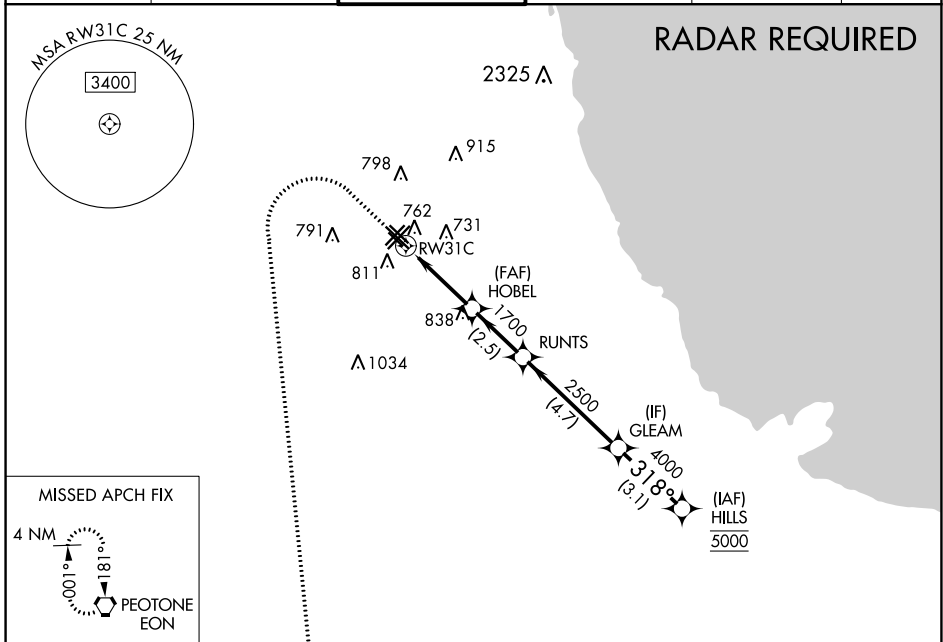 RADAR REQUIRED
MSA RW31C 25 NM
3400
2325
915
798
762
731
791
RW31C
811
(FAF)
HOBEL
838
1700
(2.5)
RUNTS
1034
2500
(4.7)
(IF)
GLEAM
4000
318°
(3.1)
(IAF)
HILLS
5000
MISSED APCH FIX
4 NM
001°
181°
PEOTONE
EON